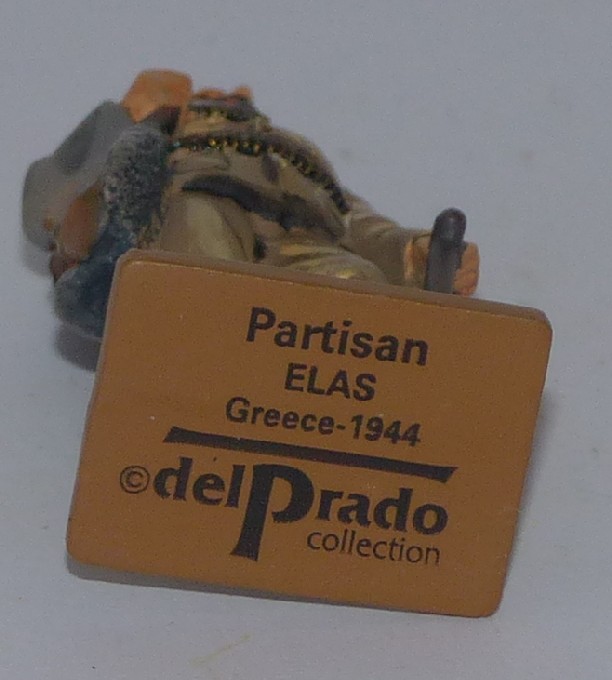 Partisan
ELAS
Greece-1944
©delPrado
collection